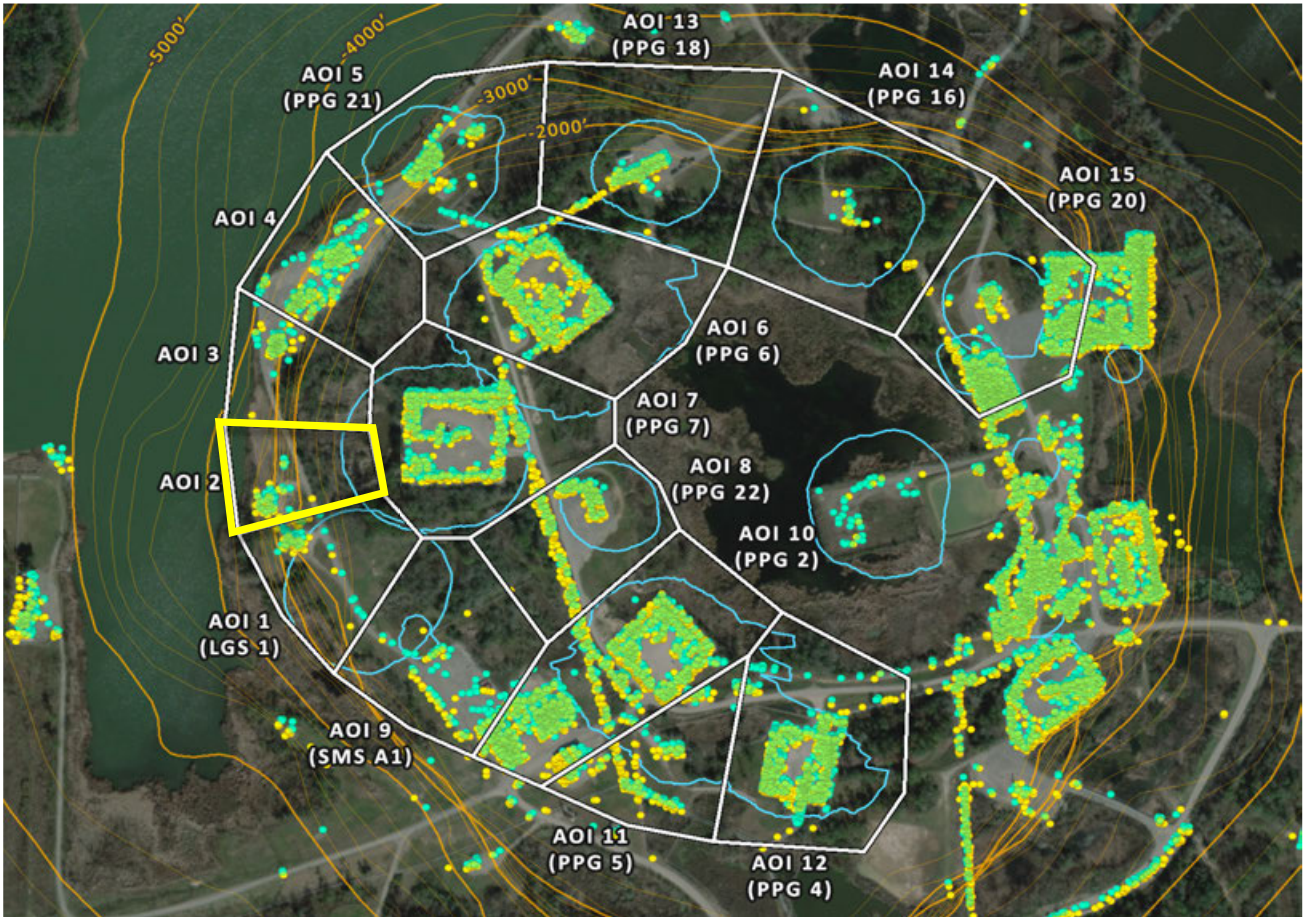 -5000'
-4000'
AOI 13
(PPG 18)
AOI 5
(PPG 21)
-3000'
-2000'
AOI 14
(PPG 16)
AOI 15
(PPG 20)
AOI 4
AOI 3
AOI 6
(PPG 6)
AOI 7
(PPG 7)
AOI 2
AOI 8
(PPG 22)
AOI 10
(PPG 2)
AOI 1
(LGS 1)
AOI 9
(SMS A1)
AOI 11
(PPG 5)
AOI 12
(PPG 4)